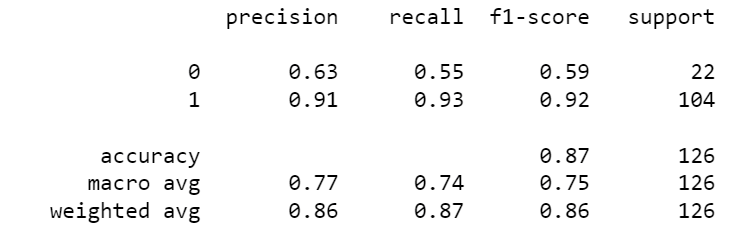 precision recall f1-score support
0 0.63 0.55 0.59 22
1 0.91 0.93 0.92 104
accuracy 0.87 126
macro avg 0.77 0.74 0.75 126
weighted avg 0.86 0.87 0.86 126